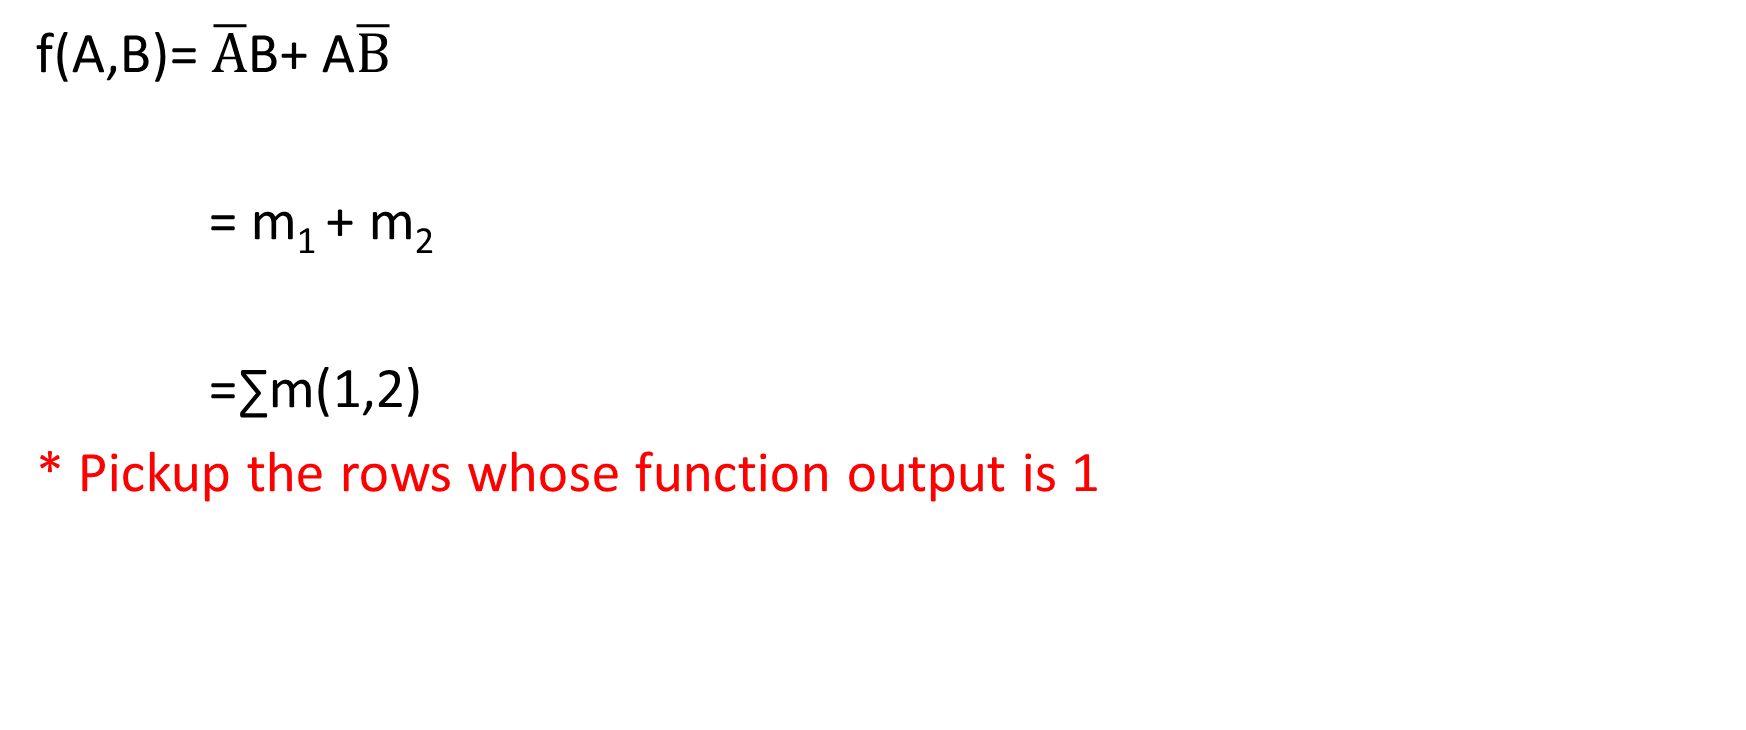 f(A,B)= A̅B+ AB̅
= m₁ + m₂
=∑m(1,2)
* Pickup the rows whose function output is 1